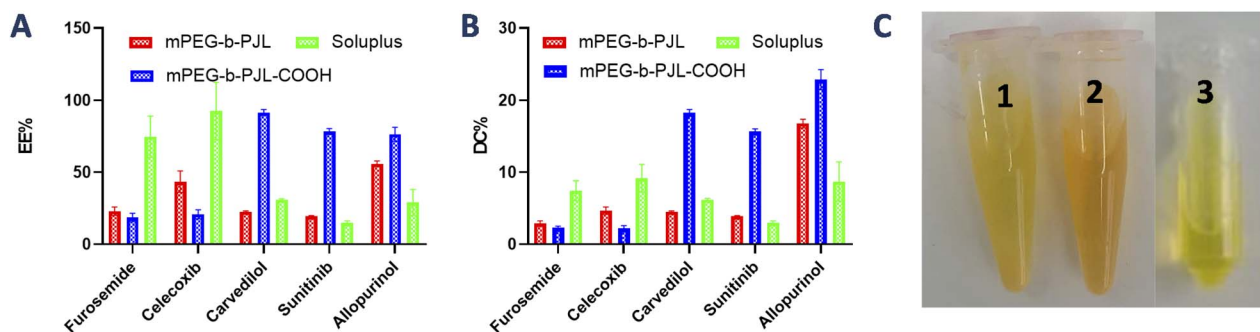 A
EE%
150
100
50
0
mPEG-b-PJL
Soluplus
mPEG-b-PJL-COOH
Furosemide
Celecoxib
Carvedilol
Sunitinib
Allopurinol
B
DC%
30
20
10
0
mPEG-b-PJL
Soluplus
mPEG-b-PJL-COOH
Furosemide
Celecoxib
Carvedilol
Sunitinib
Allopurinol
C
1
2
3